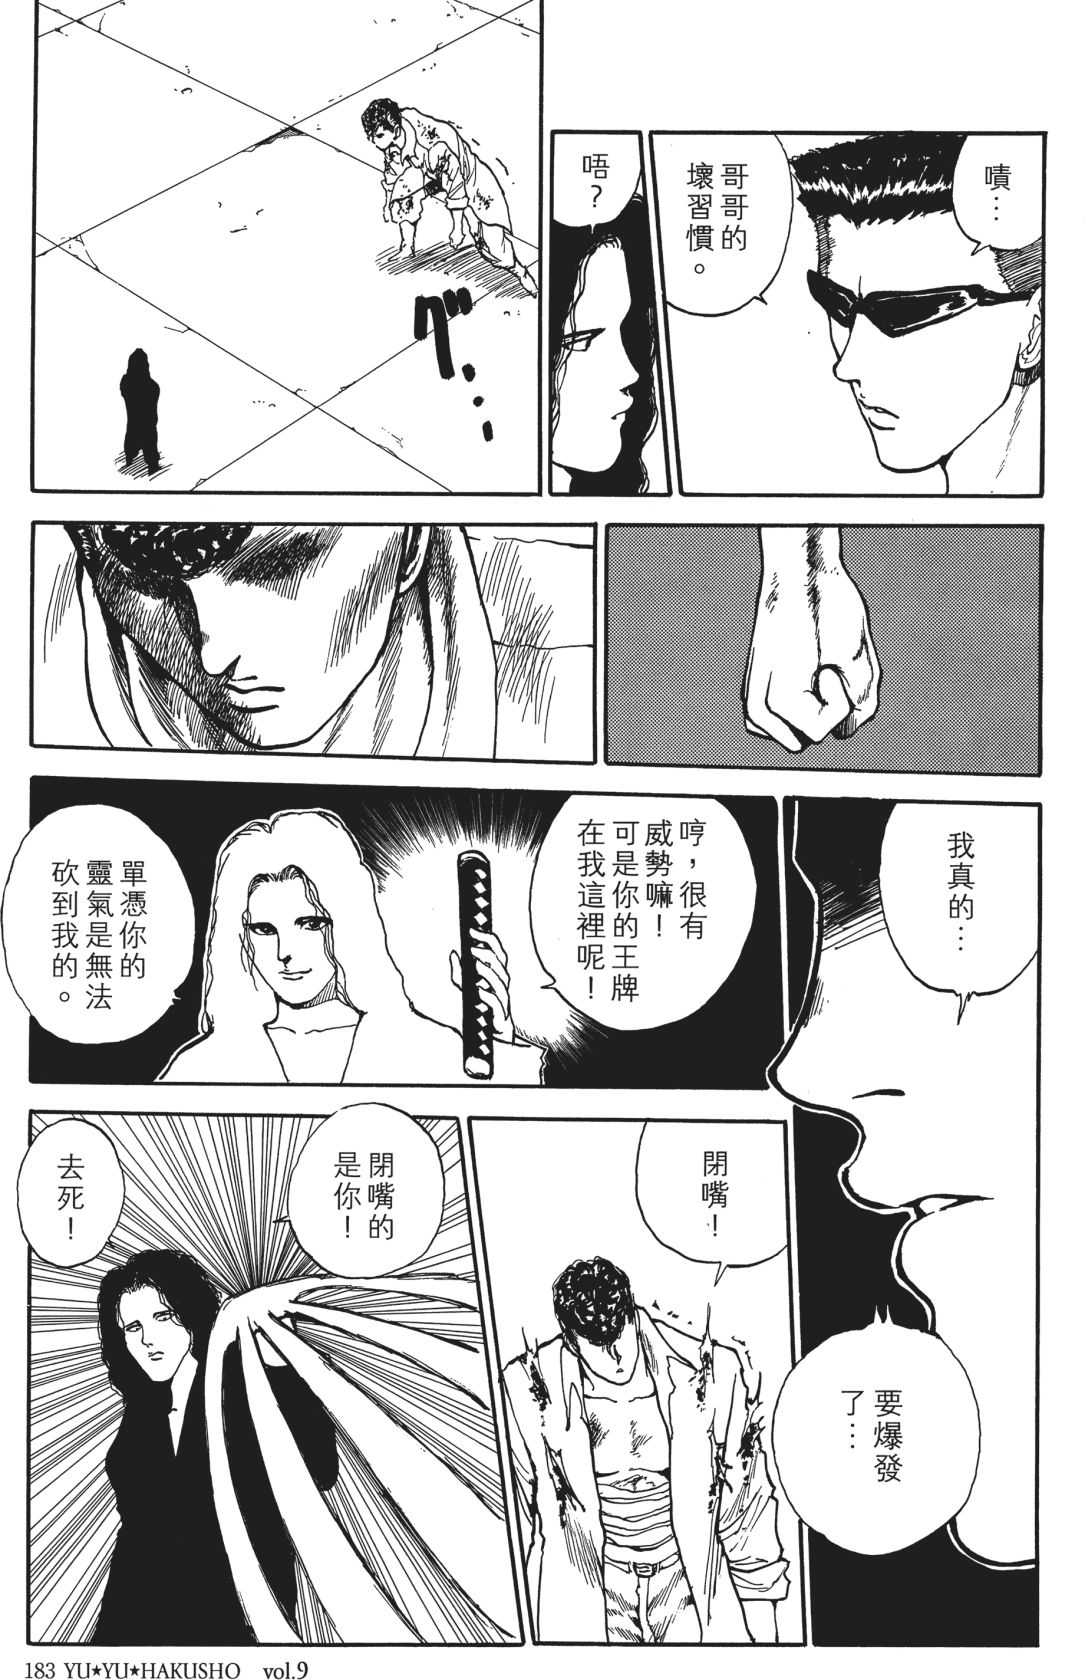 嘖…
哥哥的
壞習慣。
唔?
グ・・・
我真的…
哼，很有
威勢嘛！
可是你的王牌
在我這裡呢！
單憑你的
靈氣是無法
砍到我的。
要爆發
了…
閉嘴！
閉嘴的
是你！
去死！
183 YU★YU★HAKUSHO vol.9